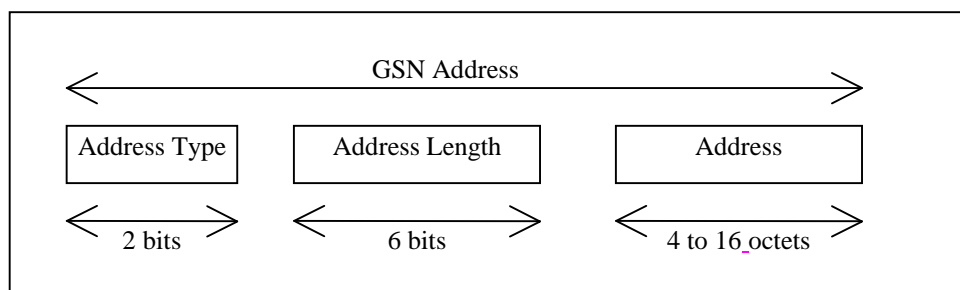 GSN Address
Address Type Address Length Address
2 bits 6 bits 4 to 16 octets